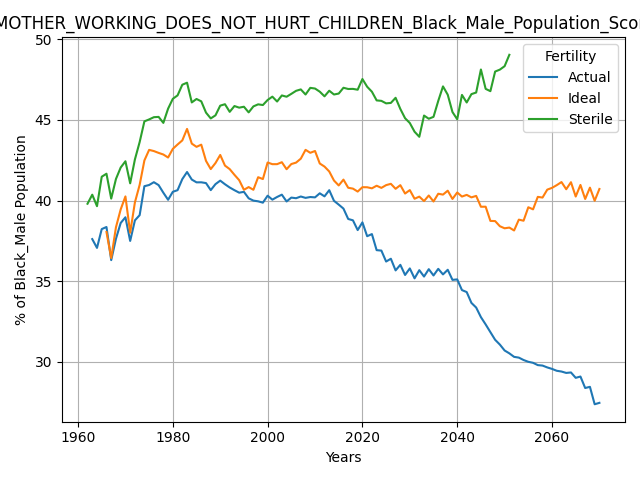 MOTHER_WORKING_DOES_NOT_HURT_CHILDREN_Black_Male_Population_Scor
50
45
40
35
30
% of Black_Male Population
Fertility
Actual
Ideal
Sterile
1960
1980
2000
2020
2040
2060
Years